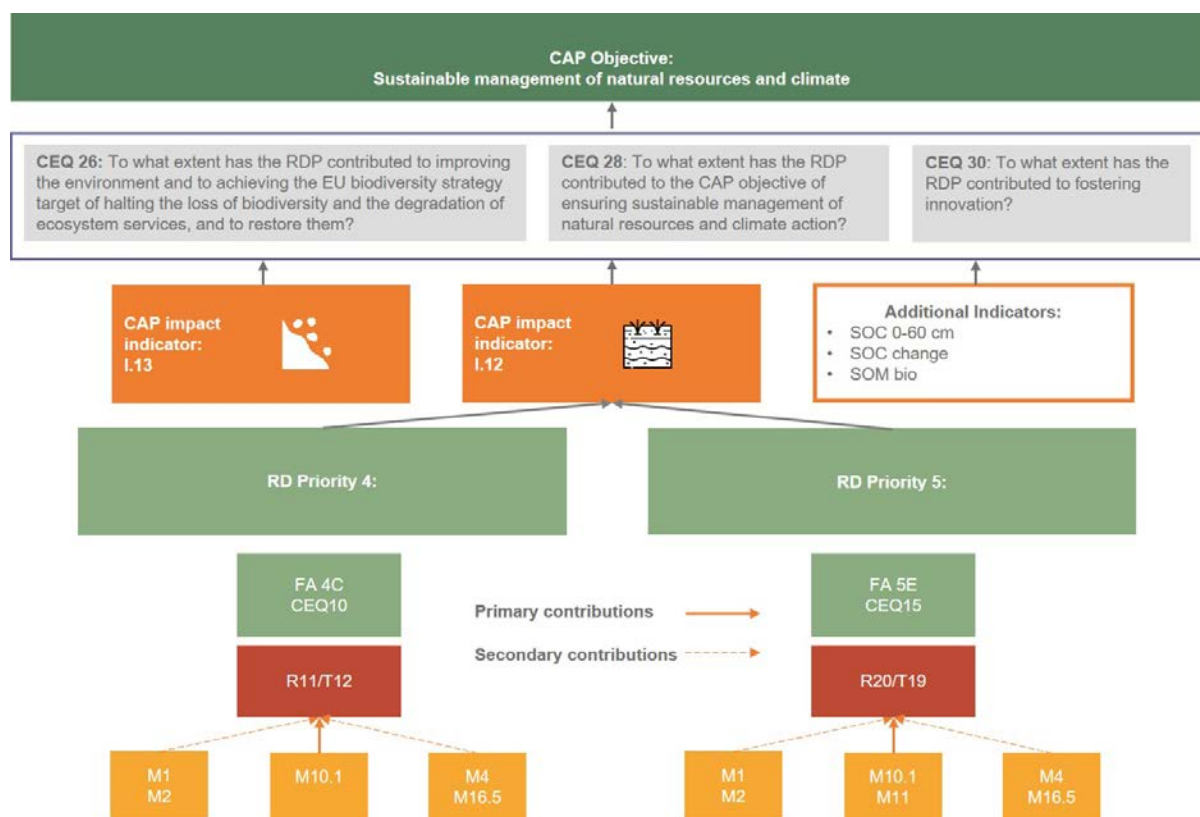 CAP Objective:
Sustainable management of natural resources and climate
CEQ 26: To what extent has the RDP contributed to improving
the environment and to achieving the EU biodiversity strategy
target of halting the loss of biodiversity and the degradation of
ecosystem services, and to restore them?
CEQ 28: To what extent has the RDP
contributed to the CAP objective of
ensuring sustainable management of
natural resources and climate action?
CEQ 30: To what extent has the
RDP contributed to fostering
innovation?
CAP impact
indicator:
I.13
CAP impact
indicator:
I.12
Additional Indicators:
• SOC 0-60 cm
• SOC change
• SOM bio
RD Priority 4:
RD Priority 5:
FA 4C
CEQ10
Primary contributions
Secondary contributions
FA 5E
CEQ15
R11/T12
R20/T19
M1
M2
M10.1
M4
M16.5
M1
M2
M10.1
M11
M4
M16.5